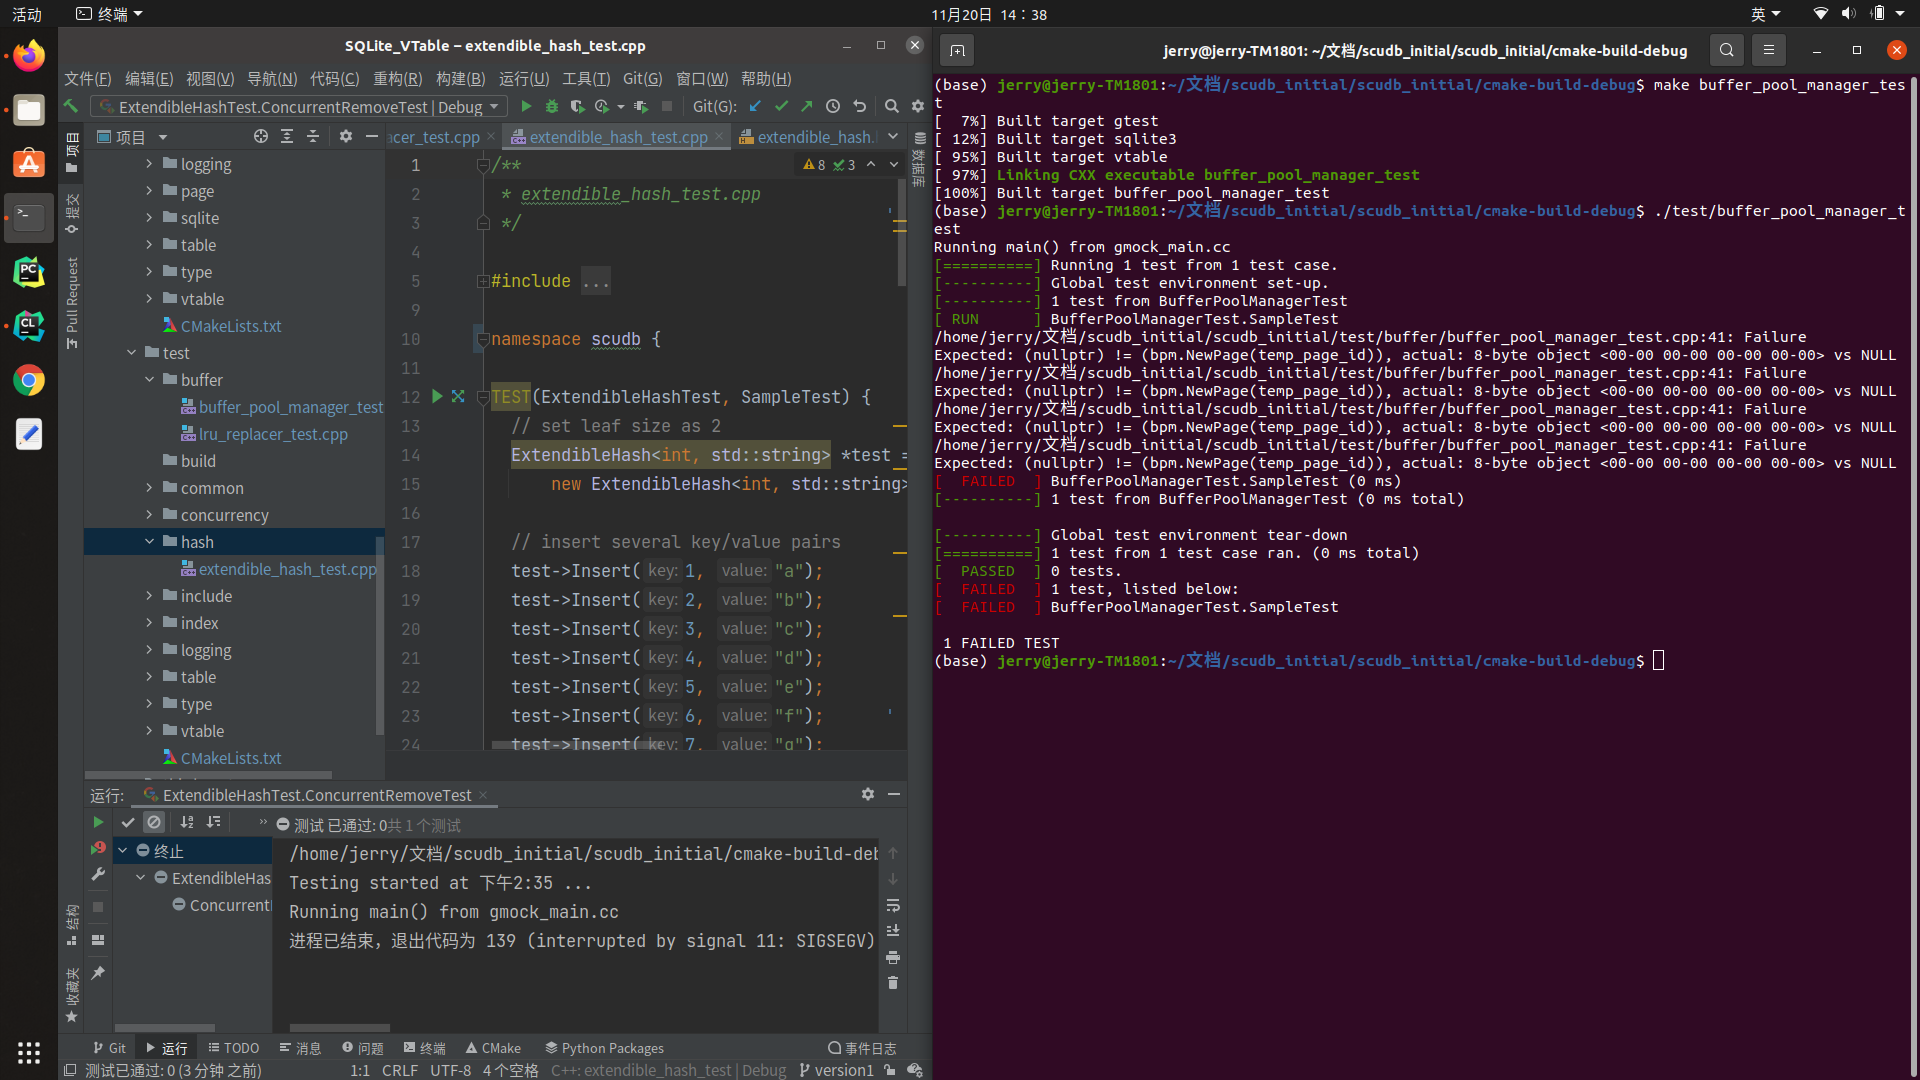 活动
终端
11月20日 14：38
英
SQLite_VTable – extendible_hash_test.cpp
文件(F) 编辑(E) 视图(V) 导航(N) 代码(C) 重构(R) 构建(B) 运行(U) 工具(T) Git(G) 窗口(W) 帮助(H)
ExtendibleHashTest.ConcurrentRemoveTest | Debug
Git(G):
项目
提交
Pull Request
结构
收藏夹
数据库
项目
logging
page
sqlite
table
type
vtable
CMakeLists.txt
test
buffer
buffer_pool_manager_test
lru_replacer_test.cpp
build
common
concurrency
hash
extendible_hash_test.cpp
include
index
logging
table
type
vtable
CMakeLists.txt
acer_test.cpp extendible_hash_test.cpp extendible_hash.
8 3
1 /**
2 * extendible_hash_test.cpp
3 */
4
5 #include ...
9
10 namespace scudb {
11
12 TEST(ExtendibleHashTest, SampleTest) {
13 // set leaf size as 2
14 ExtendibleHash<int, std::string> *test =
15 new ExtendibleHash<int, std::string>
16
17 // insert several key/value pairs
18 test->Insert( key: 1, value: "a");
19 test->Insert( key: 2, value: "b");
20 test->Insert( key: 3, value: "c");
21 test->Insert( key: 4, value: "d");
22 test->Insert( key: 5, value: "e");
23 test->Insert( key: 6, value: "f");
24 test->Insert( key: 7, value: "g");
运行: ExtendibleHashTest.ConcurrentRemoveTest
测试 已通过: 0共 1 个测试
终止
ExtendibleHas
Concurrent
/home/jerry/文档/scudb_initial/scudb_initial/cmake-build-deb
Testing started at 下午2:35 ...
Running main() from gmock_main.cc
进程已结束，退出代码为 139 (interrupted by signal 11: SIGSEGV)
Git 运行 TODO 消息 问题 终端 CMake Python Packages 事件日志
测试已通过: 0 (3 分钟 之前) 1:1 CRLF UTF-8 4 个空格 C++: extendible_hash_test | Debug version1
jerry@jerry-TM1801: ~/文档/scudb_initial/scudb_initial/cmake-build-debug
(base) jerry@jerry-TM1801:~/文档/scudb_initial/scudb_initial/cmake-build-debug$ make buffer_pool_manager_tes
t
[  7%] Built target gtest
[ 12%] Built target sqlite3
[ 95%] Built target vtable
[ 97%] Linking CXX executable buffer_pool_manager_test
[100%] Built target buffer_pool_manager_test
(base) jerry@jerry-TM1801:~/文档/scudb_initial/scudb_initial/cmake-build-debug$ ./test/buffer_pool_manager_t
est
Running main() from gmock_main.cc
[==========] Running 1 test from 1 test case.
[----------] Global test environment set-up.
[----------] 1 test from BufferPoolManagerTest
[ RUN      ] BufferPoolManagerTest.SampleTest
/home/jerry/文档/scudb_initial/scudb_initial/test/buffer/buffer_pool_manager_test.cpp:41: Failure
Expected: (nullptr) != (bpm.NewPage(temp_page_id)), actual: 8-byte object <00-00 00-00 00-00 00-00> vs NULL
/home/jerry/文档/scudb_initial/scudb_initial/test/buffer/buffer_pool_manager_test.cpp:41: Failure
Expected: (nullptr) != (bpm.NewPage(temp_page_id)), actual: 8-byte object <00-00 00-00 00-00 00-00> vs NULL
/home/jerry/文档/scudb_initial/scudb_initial/test/buffer/buffer_pool_manager_test.cpp:41: Failure
Expected: (nullptr) != (bpm.NewPage(temp_page_id)), actual: 8-byte object <00-00 00-00 00-00 00-00> vs NULL
/home/jerry/文档/scudb_initial/scudb_initial/test/buffer/buffer_pool_manager_test.cpp:41: Failure
Expected: (nullptr) != (bpm.NewPage(temp_page_id)), actual: 8-byte object <00-00 00-00 00-00 00-00> vs NULL
[  FAILED  ] BufferPoolManagerTest.SampleTest (0 ms)
[----------] 1 test from BufferPoolManagerTest (0 ms total)
[----------] Global test environment tear-down
[==========] 1 test from 1 test case ran. (0 ms total)
[  PASSED  ] 0 tests.
[  FAILED  ] 1 test, listed below:
[  FAILED  ] BufferPoolManagerTest.SampleTest
1 FAILED TEST
(base) jerry@jerry-TM1801:~/文档/scudb_initial/scudb_initial/cmake-build-debug$